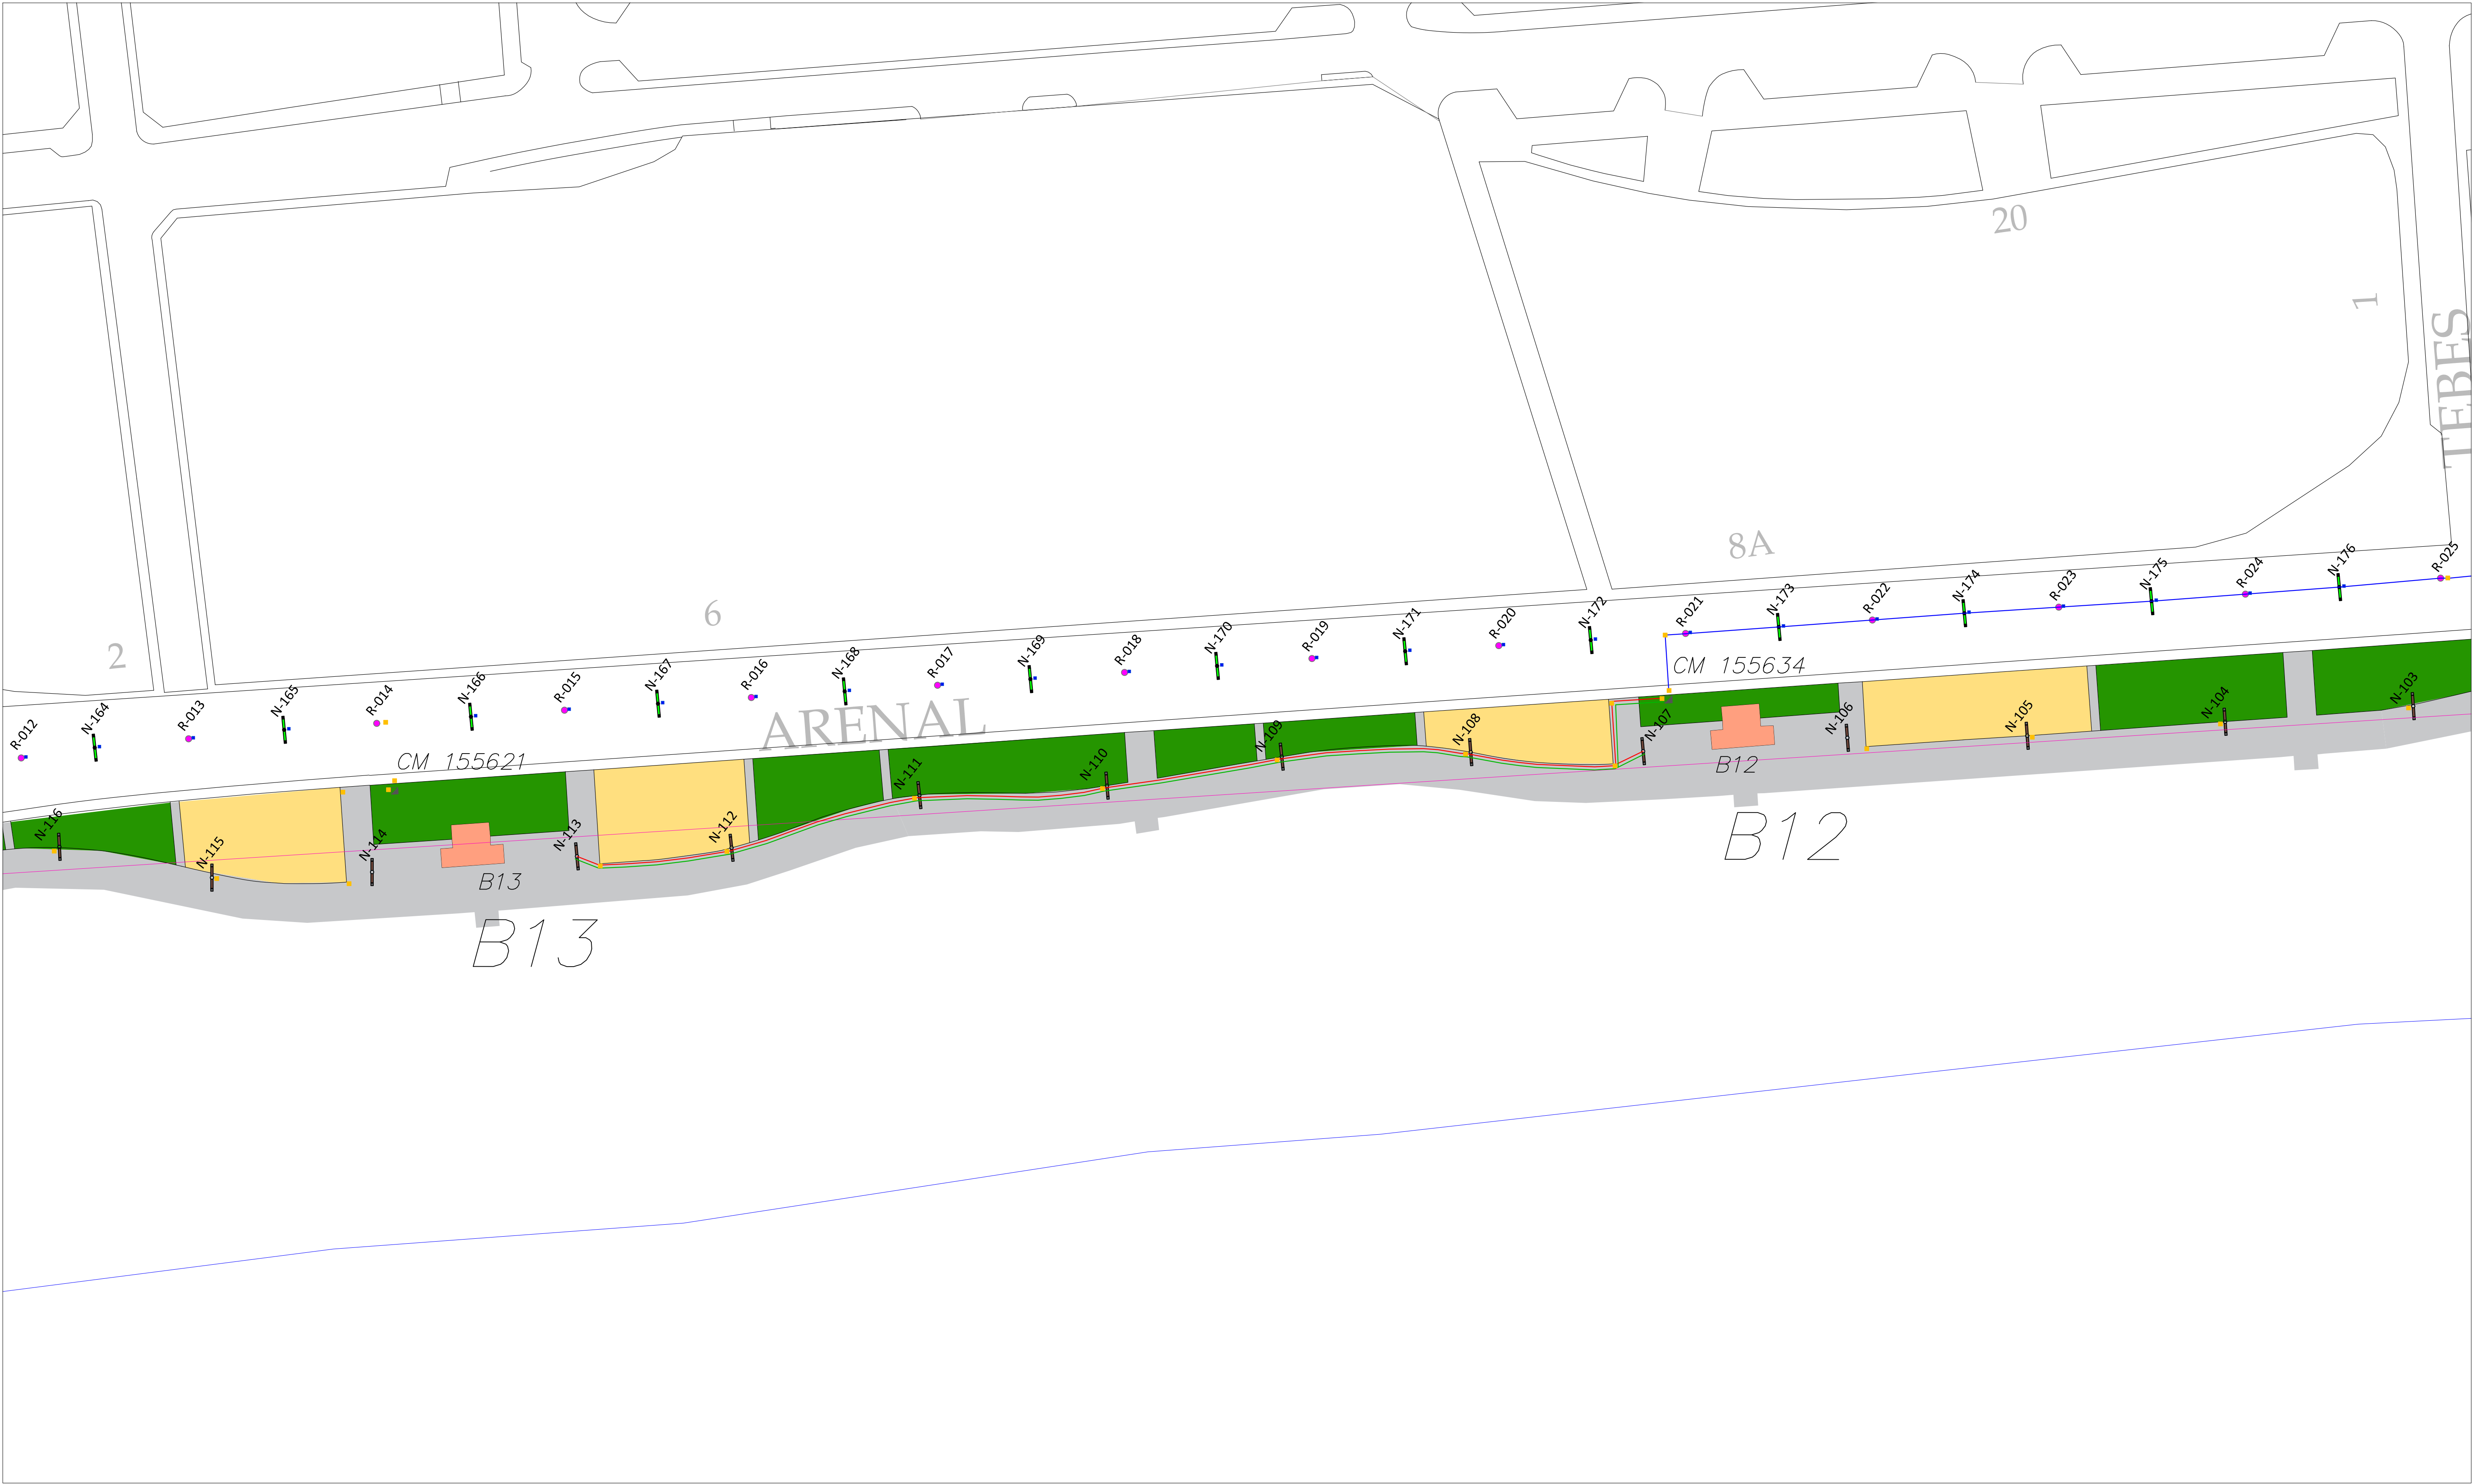 20
1
TEBES
8A
6
2
R-012
N-164
R-013
N-165
R-014
N-166
R-015
N-167
R-016
N-168
R-017
N-169
R-018
N-170
R-019
N-171
R-020
N-172
R-021
N-173
R-022
N-174
R-023
N-175
R-024
N-176
R-025
ARENAL
CM 155621
CM 155634
N-116
N-115
N-114
N-113
N-112
N-111
N-110
N-109
N-108
N-107
N-106
N-105
N-104
N-103
B13
B12
B13
B12